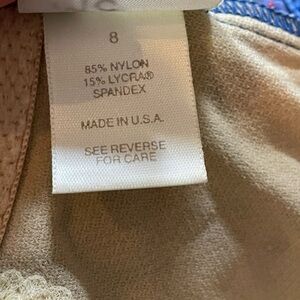 8
85% NYLON
15% LYCRA®
SPANDEX
MADE IN U.S.A.
SEE REVERSE
FOR CARE